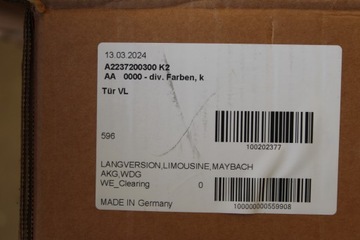 13.03.2024
A2237200300 K2
AA 0000 - div. Farben, k
Tür VL
596
100202377
LANGVERSION,LIMOUSINE,MAYBACH
AKG,WDG
WE_Clearing 0
100000000559908
MADE IN Germany